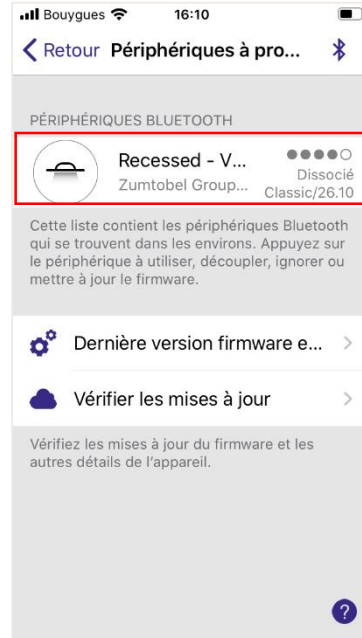 Bouygues 16:10
Retour Périphériques à pro...
PÉRIPHÉRIQUES BLUETOOTH
Recessed - V...
Zumtobel Group...
Dissocié
Classic/26.10
Cette liste contient les périphériques Bluetooth
qui se trouvent dans les environs. Appuyez sur
le périphérique à utiliser, découpler, ignorer ou
mettre à jour le firmware.
Dernière version firmware e...
Vérifier les mises à jour
Vérifiez les mises à jour du firmware et les
autres détails de l'appareil.
?